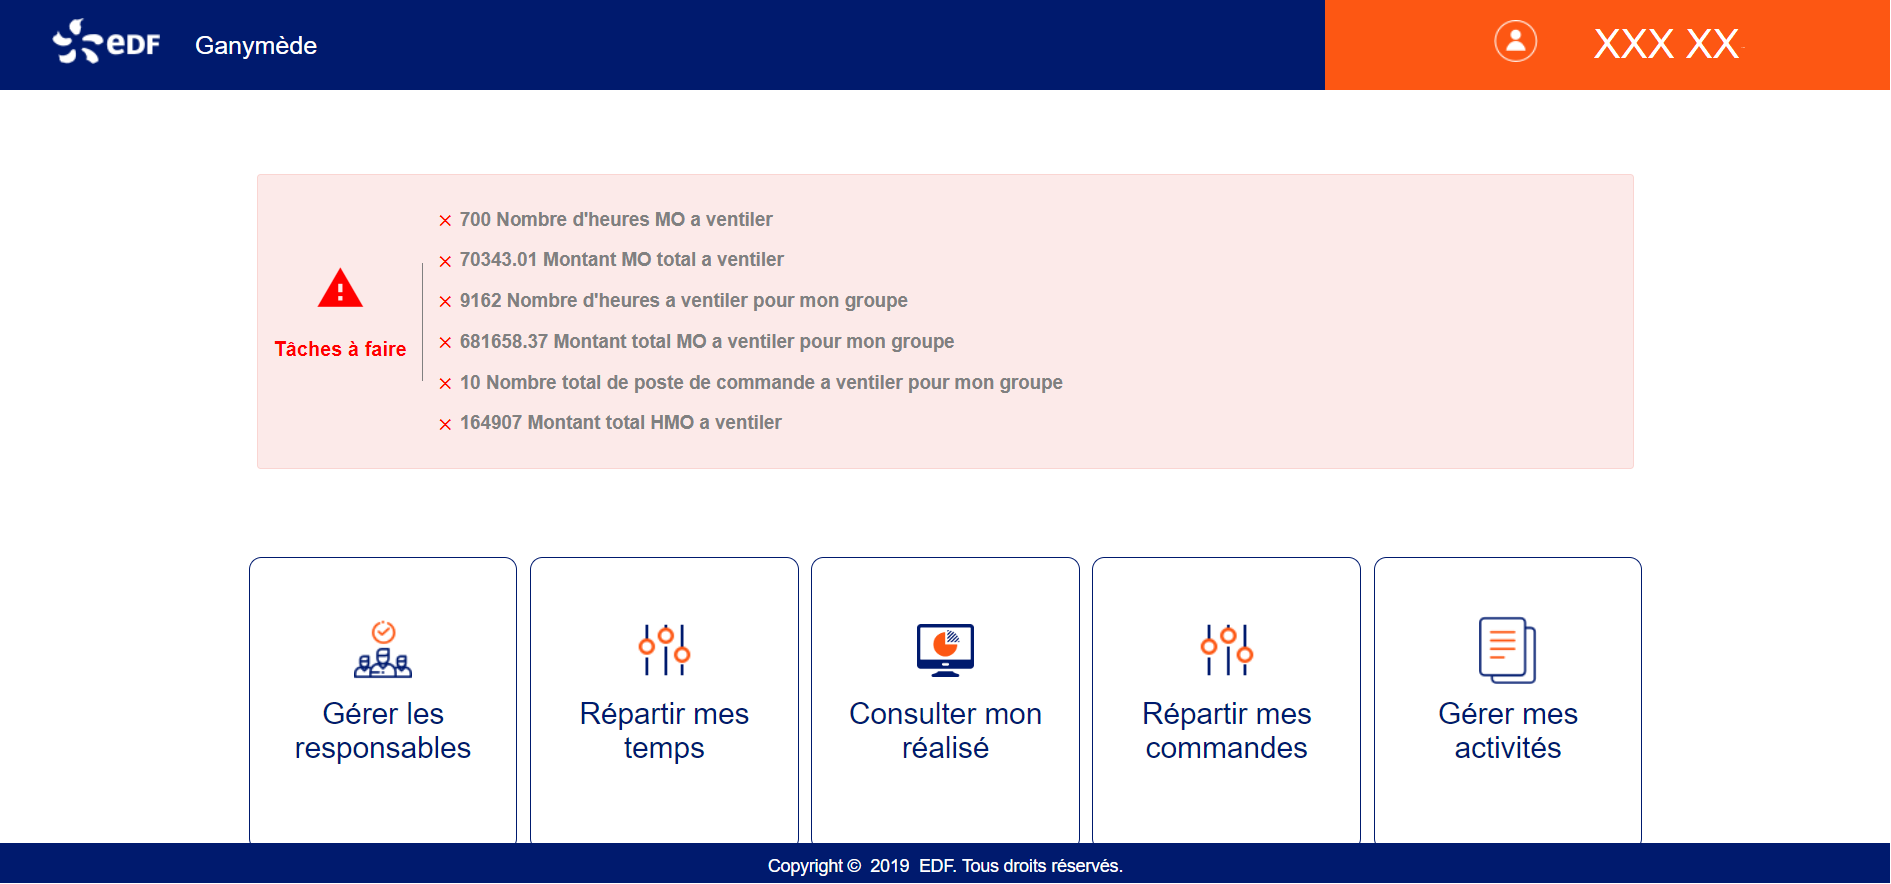 eDF
Ganymède
XXX XX
700 Nombre d'heures MO a ventiler
70343.01 Montant MO total a ventiler
9162 Nombre d'heures a ventiler pour mon groupe
681658.37 Montant total MO a ventiler pour mon groupe
10 Nombre total de poste de commande a ventiler pour mon groupe
164907 Montant total HMO a ventiler
Tâches à faire
Gérer les
responsables
Répartir mes
temps
Consulter mon
réalisé
Répartir mes
commandes
Gérer mes
activités
Copyright © 2019 EDF. Tous droits réservés.